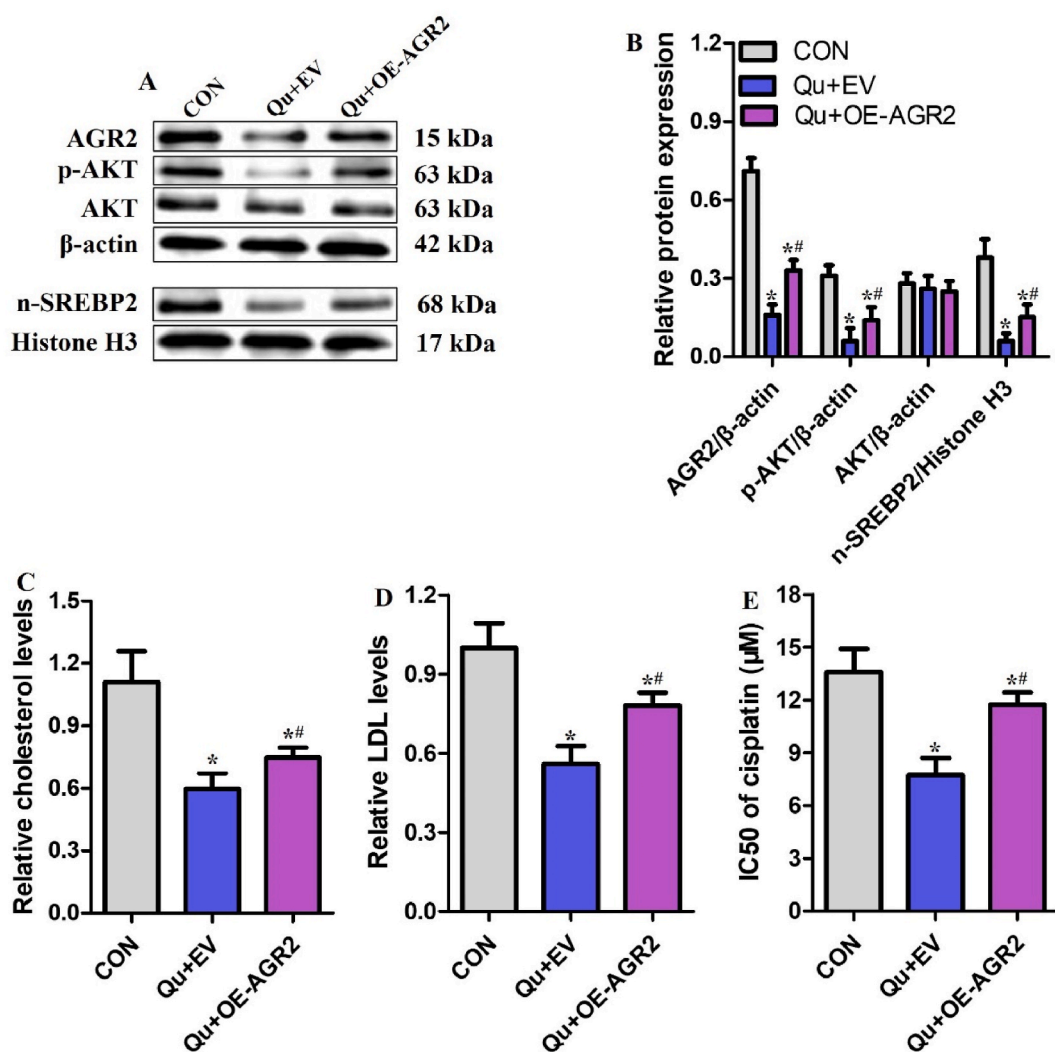 A
CON
Qu+EV
Qu+OE-AGR2
AGR2 15 kDa
p-AKT 63 kDa
AKT 63 kDa
β-actin 42 kDa
n-SREBP2 68 kDa
Histone H3 17 kDa
B
Relative protein expression
1.2
0.9
0.6
0.3
0.0
CON
Qu+EV
Qu+OE-AGR2
* *#
* *#
* *#
AGR2/β-actin
p-AKT/β-actin
AKT/β-actin
n-SREBP2/Histone H3
C
Relative cholesterol levels
1.5
1.2
0.9
0.6
0.3
0.0
*
*#
CON
Qu+EV
Qu+OE-AGR2
D
Relative LDL levels
1.2
0.9
0.6
0.3
0.0
*
*#
CON
Qu+EV
Qu+OE-AGR2
E
IC50 of cisplatin (μM)
18
15
12
9
6
3
0
*
*#
CON
Qu+EV
Qu+OE-AGR2